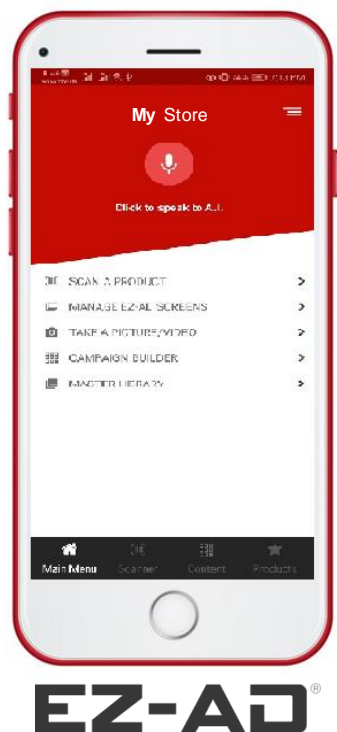 My Store
Click to speak to A.I.
SCAN A PRODUCT
MANAGE EZ-AD SCREENS
TAKE A PICTURE/VIDEO
CAMPAIGN BUILDER
MASTER LIBRARY
Main Menu Scanner Content Products
EZ-AD®